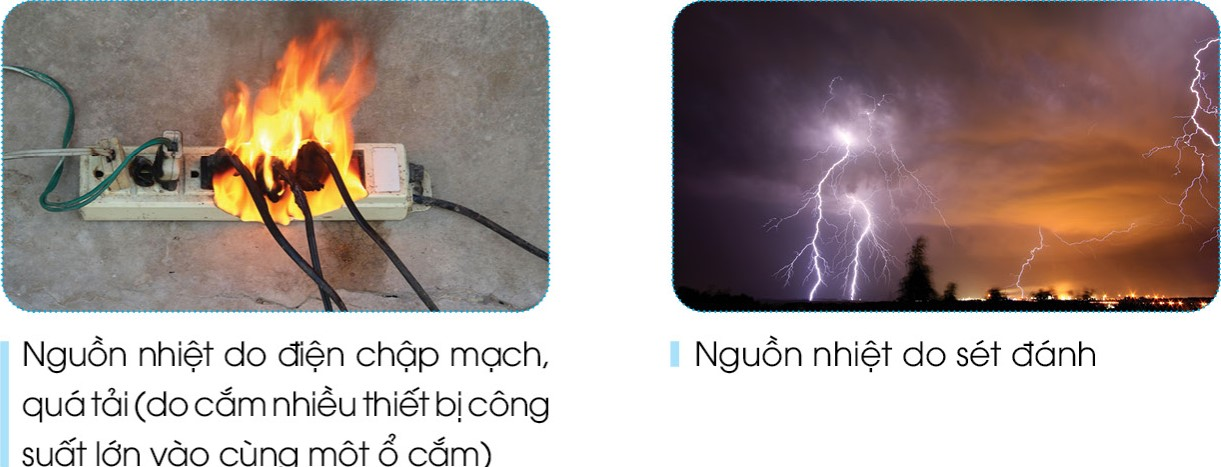 Nguồn nhiệt do điện chập mạch,
quá tải (do cắm nhiều thiết bị công
suất lớn vào cùng một ổ cắm)
Nguồn nhiệt do sét đánh